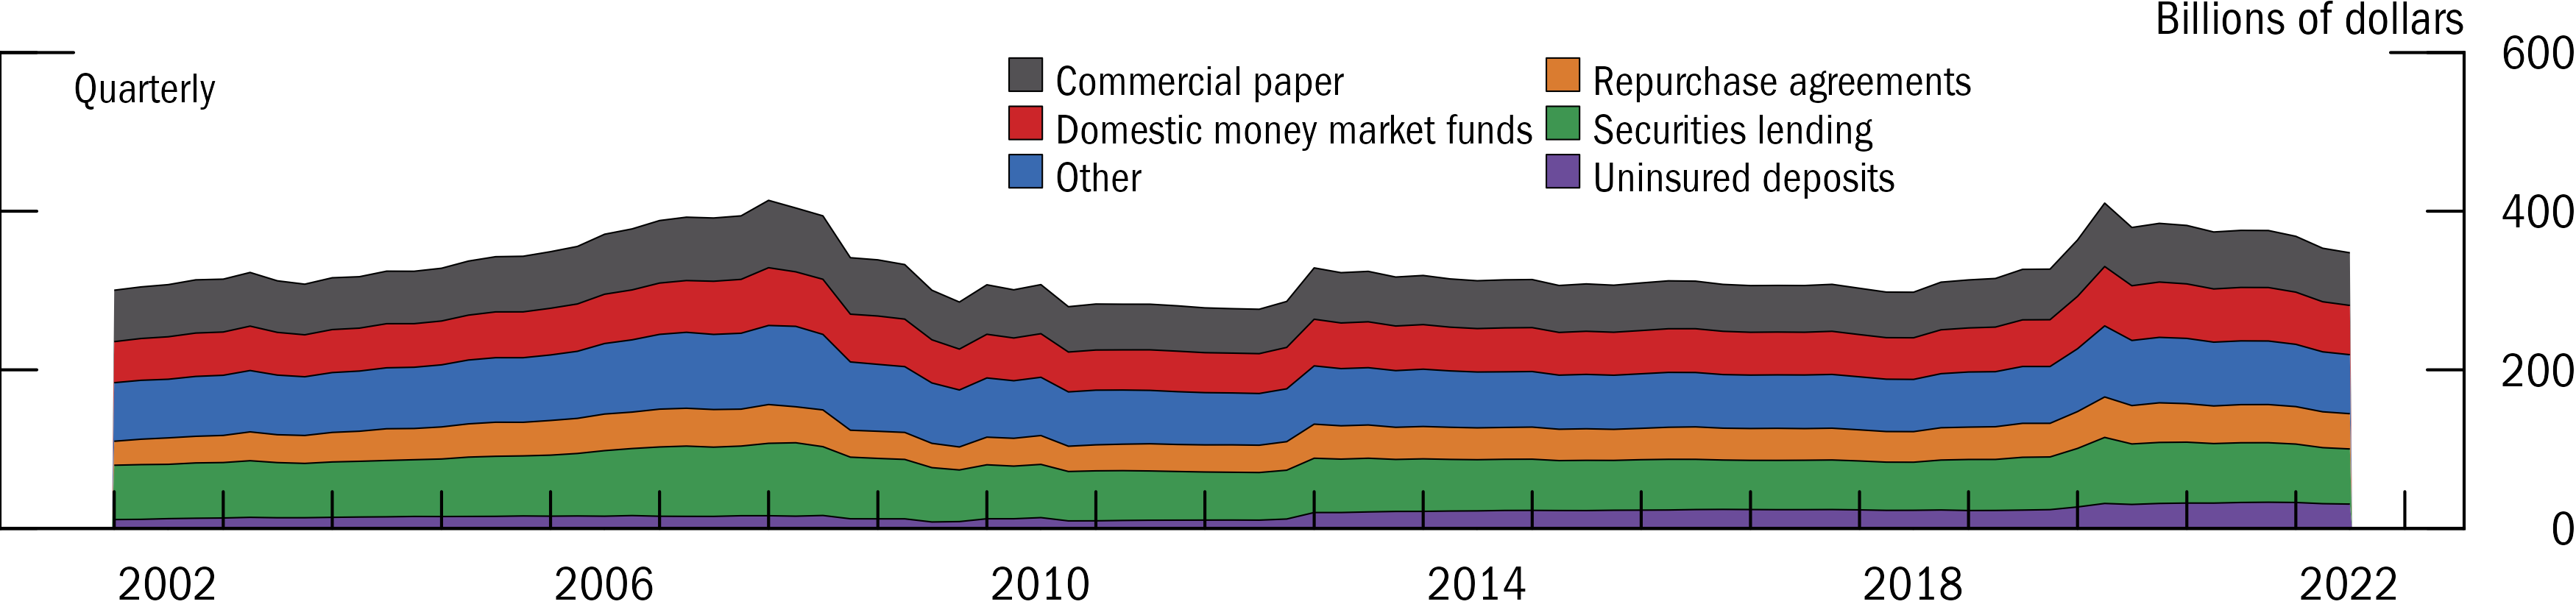 Billions of dollars
Quarterly
Commercial paper
Domestic money market funds
Other
Repurchase agreements
Securities lending
Uninsured deposits
600
400
200
0
2002 2006 2010 2014 2018 2022